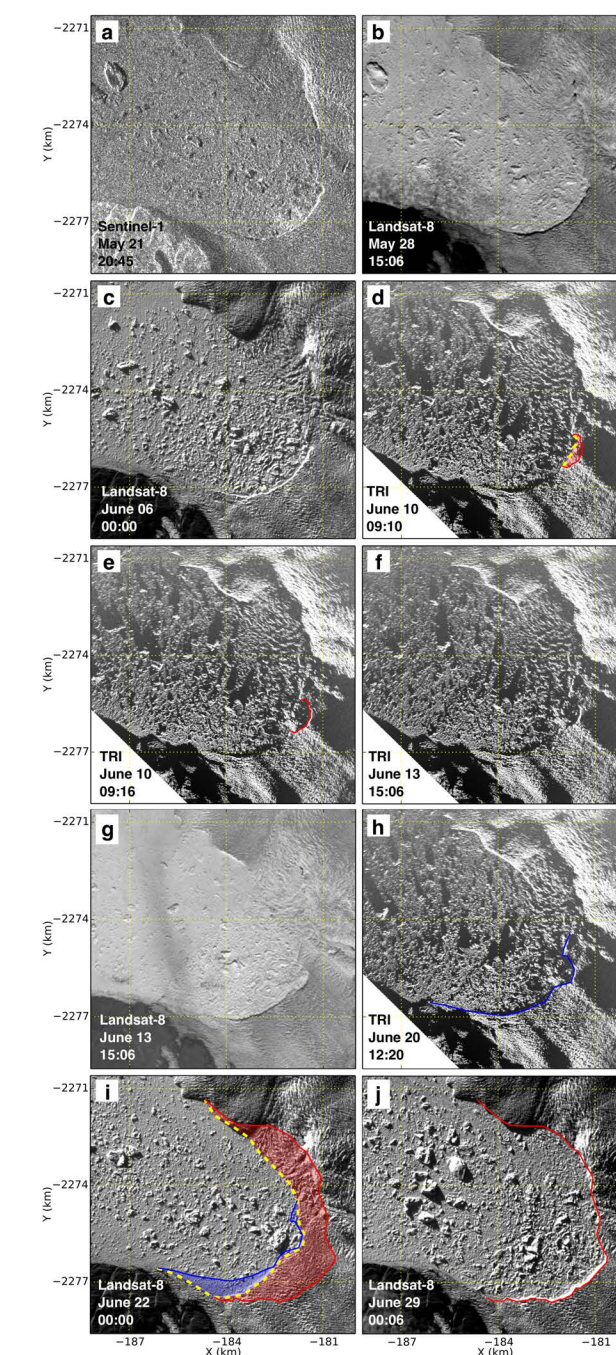 a
b
−2271
−2274
−2277
Y (km)
Sentinel-1
May 21
20:45
Landsat-8
May 28
15:06
c
d
−2271
−2274
−2277
Y (km)
Landsat-8
June 06
00:00
TRI
June 10
09:10
e
f
−2271
−2274
−2277
Y (km)
TRI
June 10
09:16
TRI
June 13
15:06
g
h
−2271
−2274
−2277
Y (km)
Landsat-8
June 13
15:06
TRI
June 20
12:20
i
j
−2271
−2274
−2277
Y (km)
Landsat-8
June 22
00:00
Landsat-8
June 29
00:06
−187 −184 −181 −187 −184 −181
X (km) X (km)